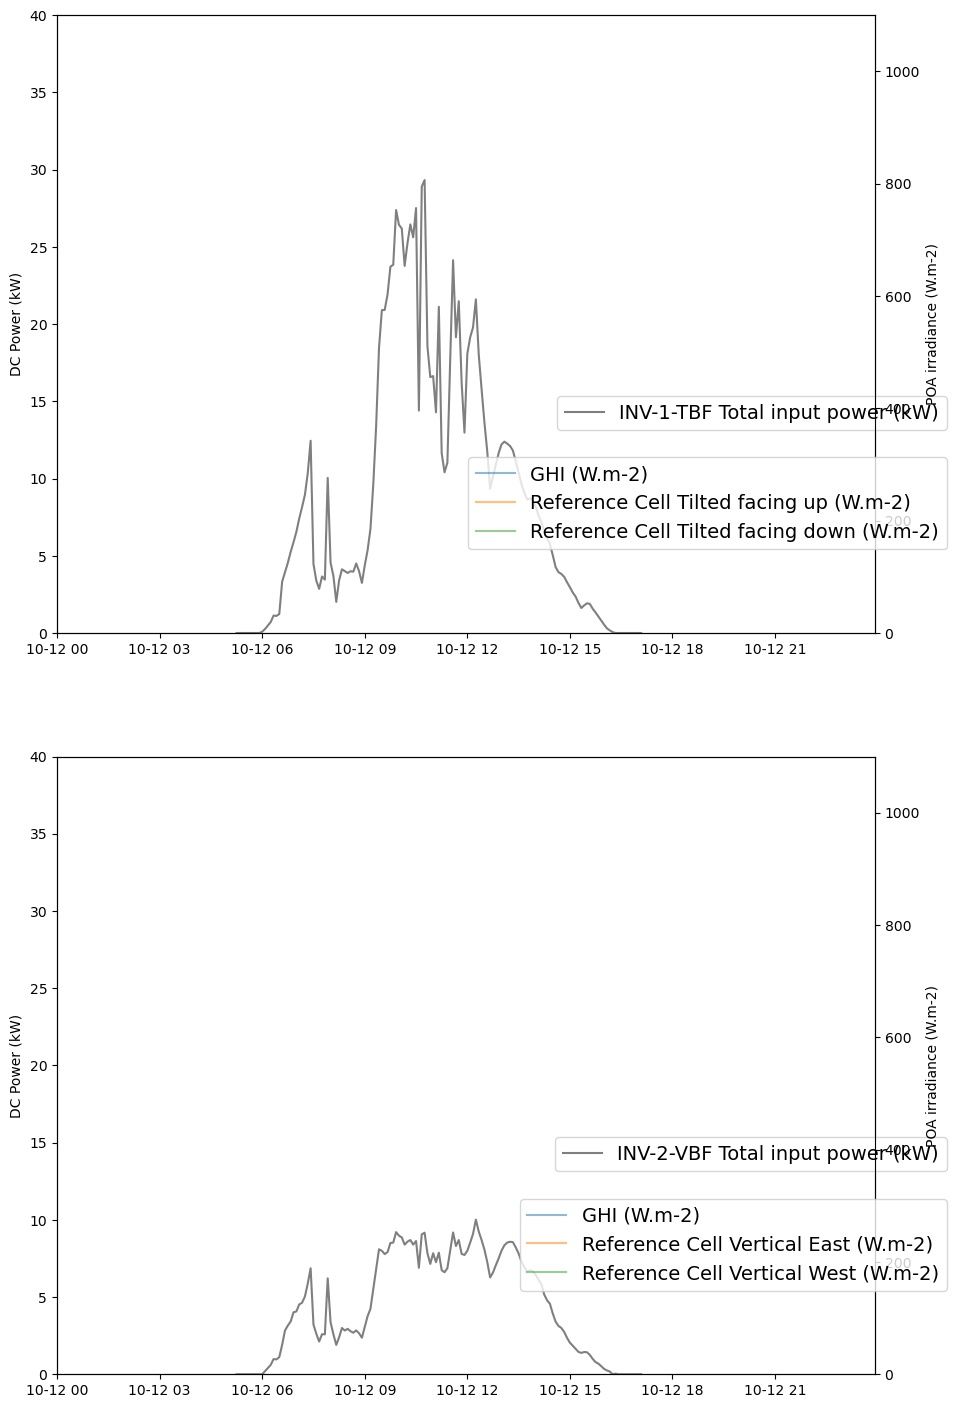 40
35
30
25
20
15
10
5
0
DC Power (kW)
1000
800
600
400
200
0
POA irradiance (W.m-2)
INV-1-TBF Total input power (kW)
GHI (W.m-2)
Reference Cell Tilted facing up (W.m-2)
Reference Cell Tilted facing down (W.m-2)
10-12 00 10-12 03 10-12 06 10-12 09 10-12 12 10-12 15 10-12 18 10-12 21
40
35
30
25
20
15
10
5
0
DC Power (kW)
1000
800
600
400
200
0
POA irradiance (W.m-2)
INV-2-VBF Total input power (kW)
GHI (W.m-2)
Reference Cell Vertical East (W.m-2)
Reference Cell Vertical West (W.m-2)
10-12 00 10-12 03 10-12 06 10-12 09 10-12 12 10-12 15 10-12 18 10-12 21